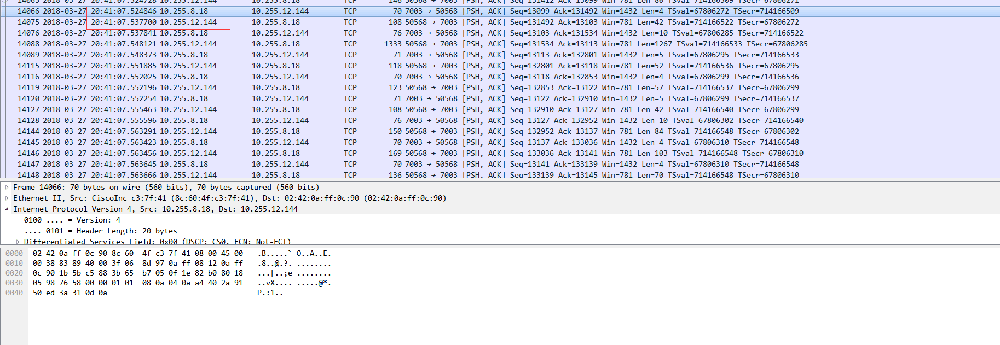 14065 2018-03-27 20:41:07.524728 10.255.12.144 10.255.8.18 TCP 146 50568 → 7003 [PSH, ACK] Seq=131412 Ack=13099 Win=781 Len=80 TSval=714166509 TSecr=67806271
14066 2018-03-27 20:41:07.524846 10.255.8.18 10.255.12.144 TCP 70 7003 → 50568 [PSH, ACK] Seq=13099 Ack=131492 Win=1432 Len=4 TSval=67806272 TSecr=714166509
14075 2018-03-27 20:41:07.537700 10.255.12.144 10.255.8.18 TCP 108 50568 → 7003 [PSH, ACK] Seq=131492 Ack=13103 Win=781 Len=42 TSval=714166522 TSecr=67806272
14076 2018-03-27 20:41:07.537841 10.255.8.18 10.255.12.144 TCP 76 7003 → 50568 [PSH, ACK] Seq=13103 Ack=131534 Win=1432 Len=10 TSval=67806285 TSecr=714166522
14088 2018-03-27 20:41:07.548121 10.255.12.144 10.255.8.18 TCP 1333 50568 → 7003 [PSH, ACK] Seq=131534 Ack=13113 Win=781 Len=1267 TSval=714166533 TSecr=67806285
14089 2018-03-27 20:41:07.548373 10.255.8.18 10.255.12.144 TCP 71 7003 → 50568 [PSH, ACK] Seq=13113 Ack=132801 Win=1432 Len=5 TSval=67806295 TSecr=714166533
14115 2018-03-27 20:41:07.551885 10.255.12.144 10.255.8.18 TCP 118 50568 → 7003 [PSH, ACK] Seq=132801 Ack=13118 Win=781 Len=52 TSval=714166536 TSecr=67806295
14116 2018-03-27 20:41:07.552025 10.255.8.18 10.255.12.144 TCP 70 7003 → 50568 [PSH, ACK] Seq=13118 Ack=132853 Win=1432 Len=4 TSval=67806299 TSecr=714166536
14119 2018-03-27 20:41:07.552196 10.255.12.144 10.255.8.18 TCP 123 50568 → 7003 [PSH, ACK] Seq=132853 Ack=13122 Win=781 Len=57 TSval=714166537 TSecr=67806299
14120 2018-03-27 20:41:07.552254 10.255.8.18 10.255.12.144 TCP 71 7003 → 50568 [PSH, ACK] Seq=13122 Ack=132910 Win=1432 Len=5 TSval=67806299 TSecr=714166537
14127 2018-03-27 20:41:07.555463 10.255.12.144 10.255.8.18 TCP 108 50568 → 7003 [PSH, ACK] Seq=132910 Ack=13127 Win=781 Len=42 TSval=714166540 TSecr=67806299
14128 2018-03-27 20:41:07.555596 10.255.8.18 10.255.12.144 TCP 76 7003 → 50568 [PSH, ACK] Seq=13127 Ack=132952 Win=1432 Len=10 TSval=67806302 TSecr=714166540
14144 2018-03-27 20:41:07.563291 10.255.12.144 10.255.8.18 TCP 150 50568 → 7003 [PSH, ACK] Seq=132952 Ack=13137 Win=781 Len=84 TSval=714166548 TSecr=67806302
14145 2018-03-27 20:41:07.563423 10.255.8.18 10.255.12.144 TCP 70 7003 → 50568 [PSH, ACK] Seq=13137 Ack=133036 Win=1432 Len=4 TSval=67806310 TSecr=714166548
14146 2018-03-27 20:41:07.563456 10.255.12.144 10.255.8.18 TCP 169 50568 → 7003 [PSH, ACK] Seq=133036 Ack=13141 Win=781 Len=103 TSval=714166548 TSecr=67806310
14147 2018-03-27 20:41:07.563645 10.255.8.18 10.255.12.144 TCP 70 7003 → 50568 [PSH, ACK] Seq=13141 Ack=133139 Win=1432 Len=4 TSval=67806310 TSecr=714166548
14148 2018-03-27 20:41:07.563666 10.255.12.144 10.255.8.18 TCP 136 50568 → 7003 [PSH, ACK] Seq=133139 Ack=13145 Win=781 Len=70 TSval=714166548 TSecr=67806310
Frame 14066: 70 bytes on wire (560 bits), 70 bytes captured (560 bits)
Ethernet II, Src: CiscoInc_c3:7f:41 (8c:60:4f:c3:7f:41), Dst: 02:42:0a:ff:0c:90 (02:42:0a:ff:0c:90)
Internet Protocol Version 4, Src: 10.255.8.18, Dst: 10.255.12.144
0100 .... = Version: 4
.... 0101 = Header Length: 20 bytes
Differentiated Services Field: 0x00 (DSCP: CS0, ECN: Not-ECT)
0000 02 42 0a ff 0c 90 8c 60 4f c3 7f 41 08 00 45 00 .B.....` O..A..E.
0010 00 38 83 89 40 00 3f 06 8d 97 0a ff 08 12 0a ff .8..@.?. ........
0020 0c 90 1b 5b c5 88 3b 65 b7 05 0f 1e 82 b0 80 18 ...[..;e ........
0030 05 98 76 58 00 00 01 01 08 0a 04 0a a4 40 2a 91 ..vX.... .....@*.
0040 50 ed 3a 31 0d 0a P.:1..